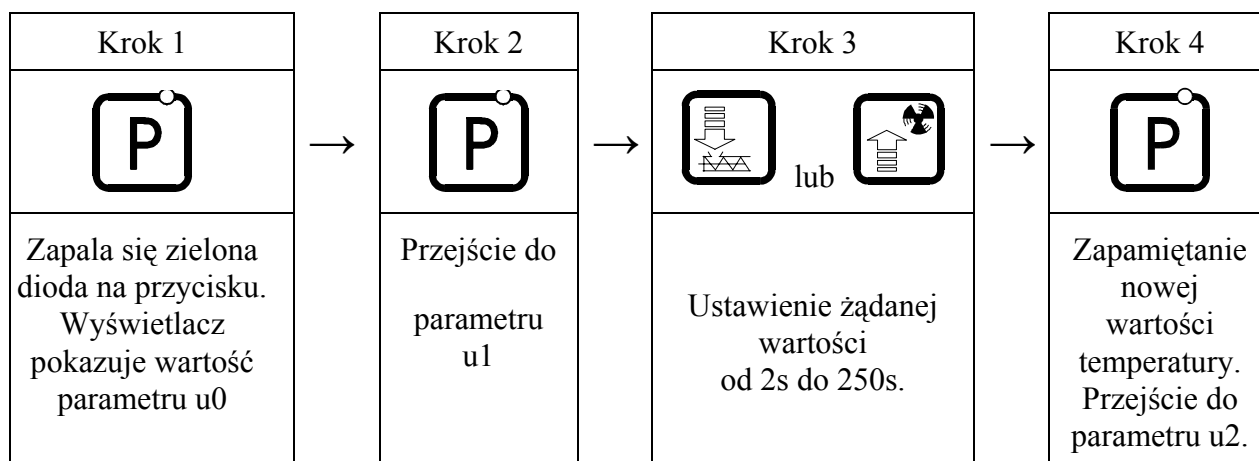 Krok 1
P
Zapala się zielona
dioda na przycisku.
Wyświetlacz
pokazuje wartość
parametru u0
Krok 2
P
Przejście do
parametru
u1
Krok 3
lub
Ustawienie żądanej
wartości
od 2s do 250s.
Krok 4
P
Zapamiętanie
nowej
wartości
temperatury.
Przejście do
parametru u2.